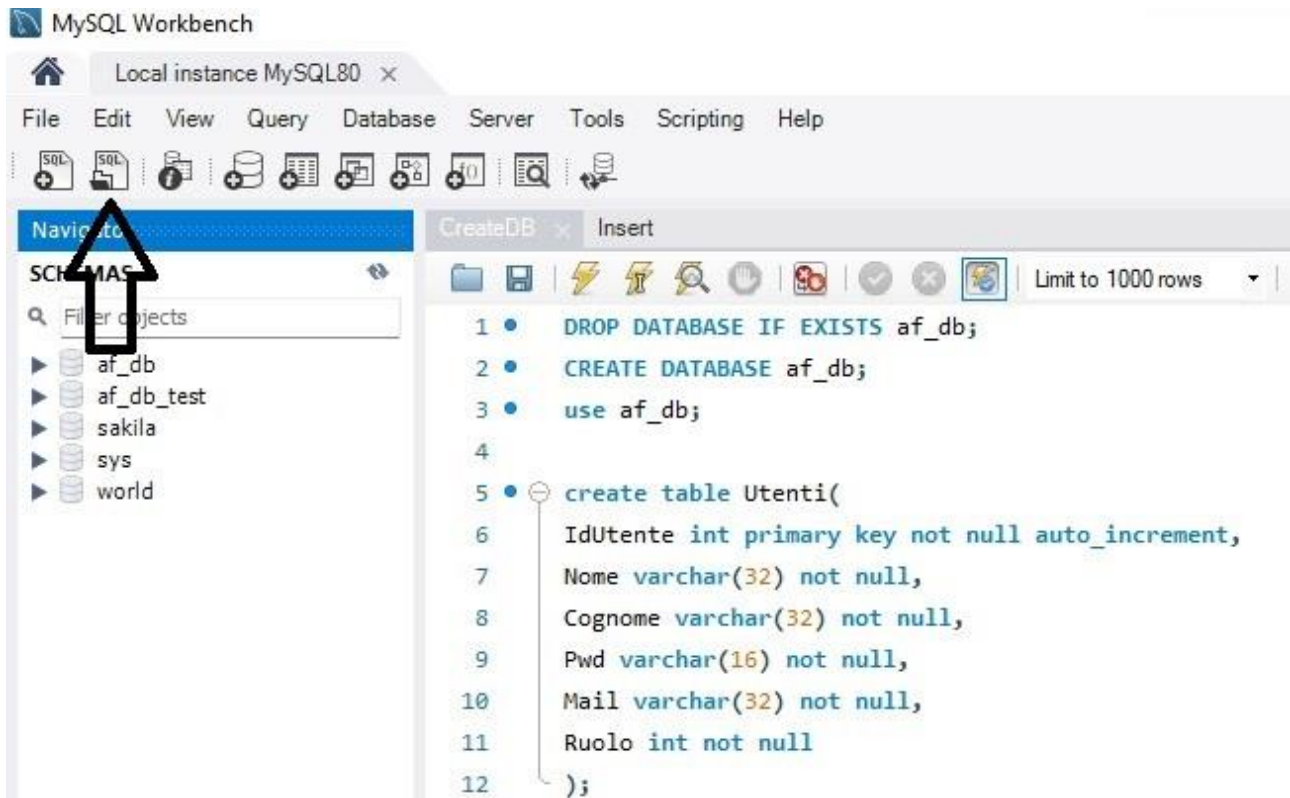 MySQL Workbench
Local instance MySQL80
File Edit View Query Database Server Tools Scripting Help
SQL SQL
CreateDB Insert
Limit to 1000 rows
Filter objects
af_db
af_db_test
sakila
sys
world
1 DROP DATABASE IF EXISTS af_db;
2 CREATE DATABASE af_db;
3 use af_db;
4
5 create table Utenti(
6 IdUtente int primary key not null auto_increment,
7 Nome varchar(32) not null,
8 Cognome varchar(32) not null,
9 Pwd varchar(16) not null,
10 Mail varchar(32) not null,
11 Ruolo int not null
12 );